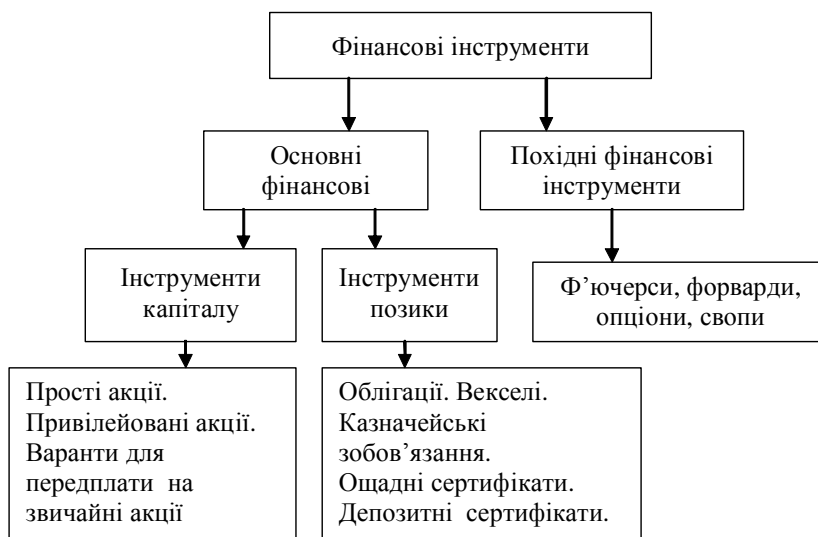 Фінансові інструменти
Основні
фінансові
Похідні фінансові
інструменти
Інструменти
капіталу
Інструменти
позики
Ф’ючерси, форварди,
опціони, свопи
Прості акції.
Привілейовані акції.
Варанти для
передплати на
звичайні акції
Облігації. Векселі.
Казначейські
зобов’язання.
Ощадні сертифікати.
Депозитні сертифікати.